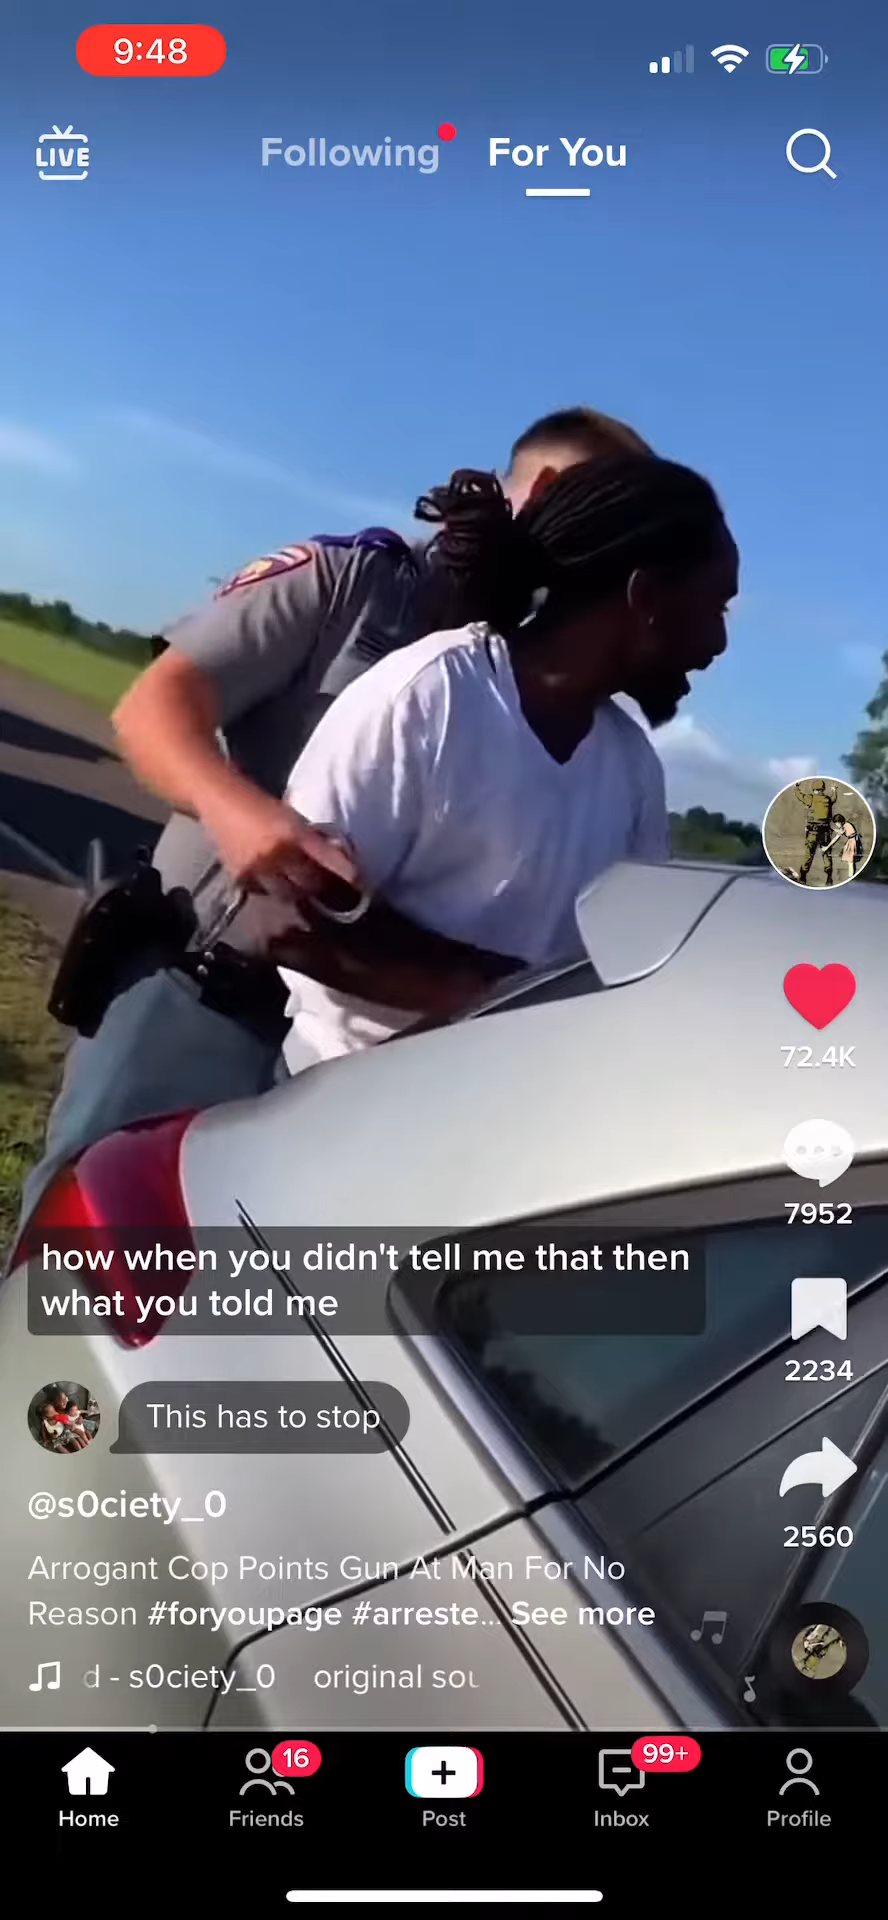 9:48
LIVE
Following
For You
how when you didn't tell me that then
what you told me
This has to stop
@s0ciety_0
Arrogant Cop Points Gun At Man For No
Reason #foryoupage #arreste... See more
d - s0ciety_0 original sou
72.4K
7952
2234
2560
Home
16
Friends
Post
99+
Inbox
Profile